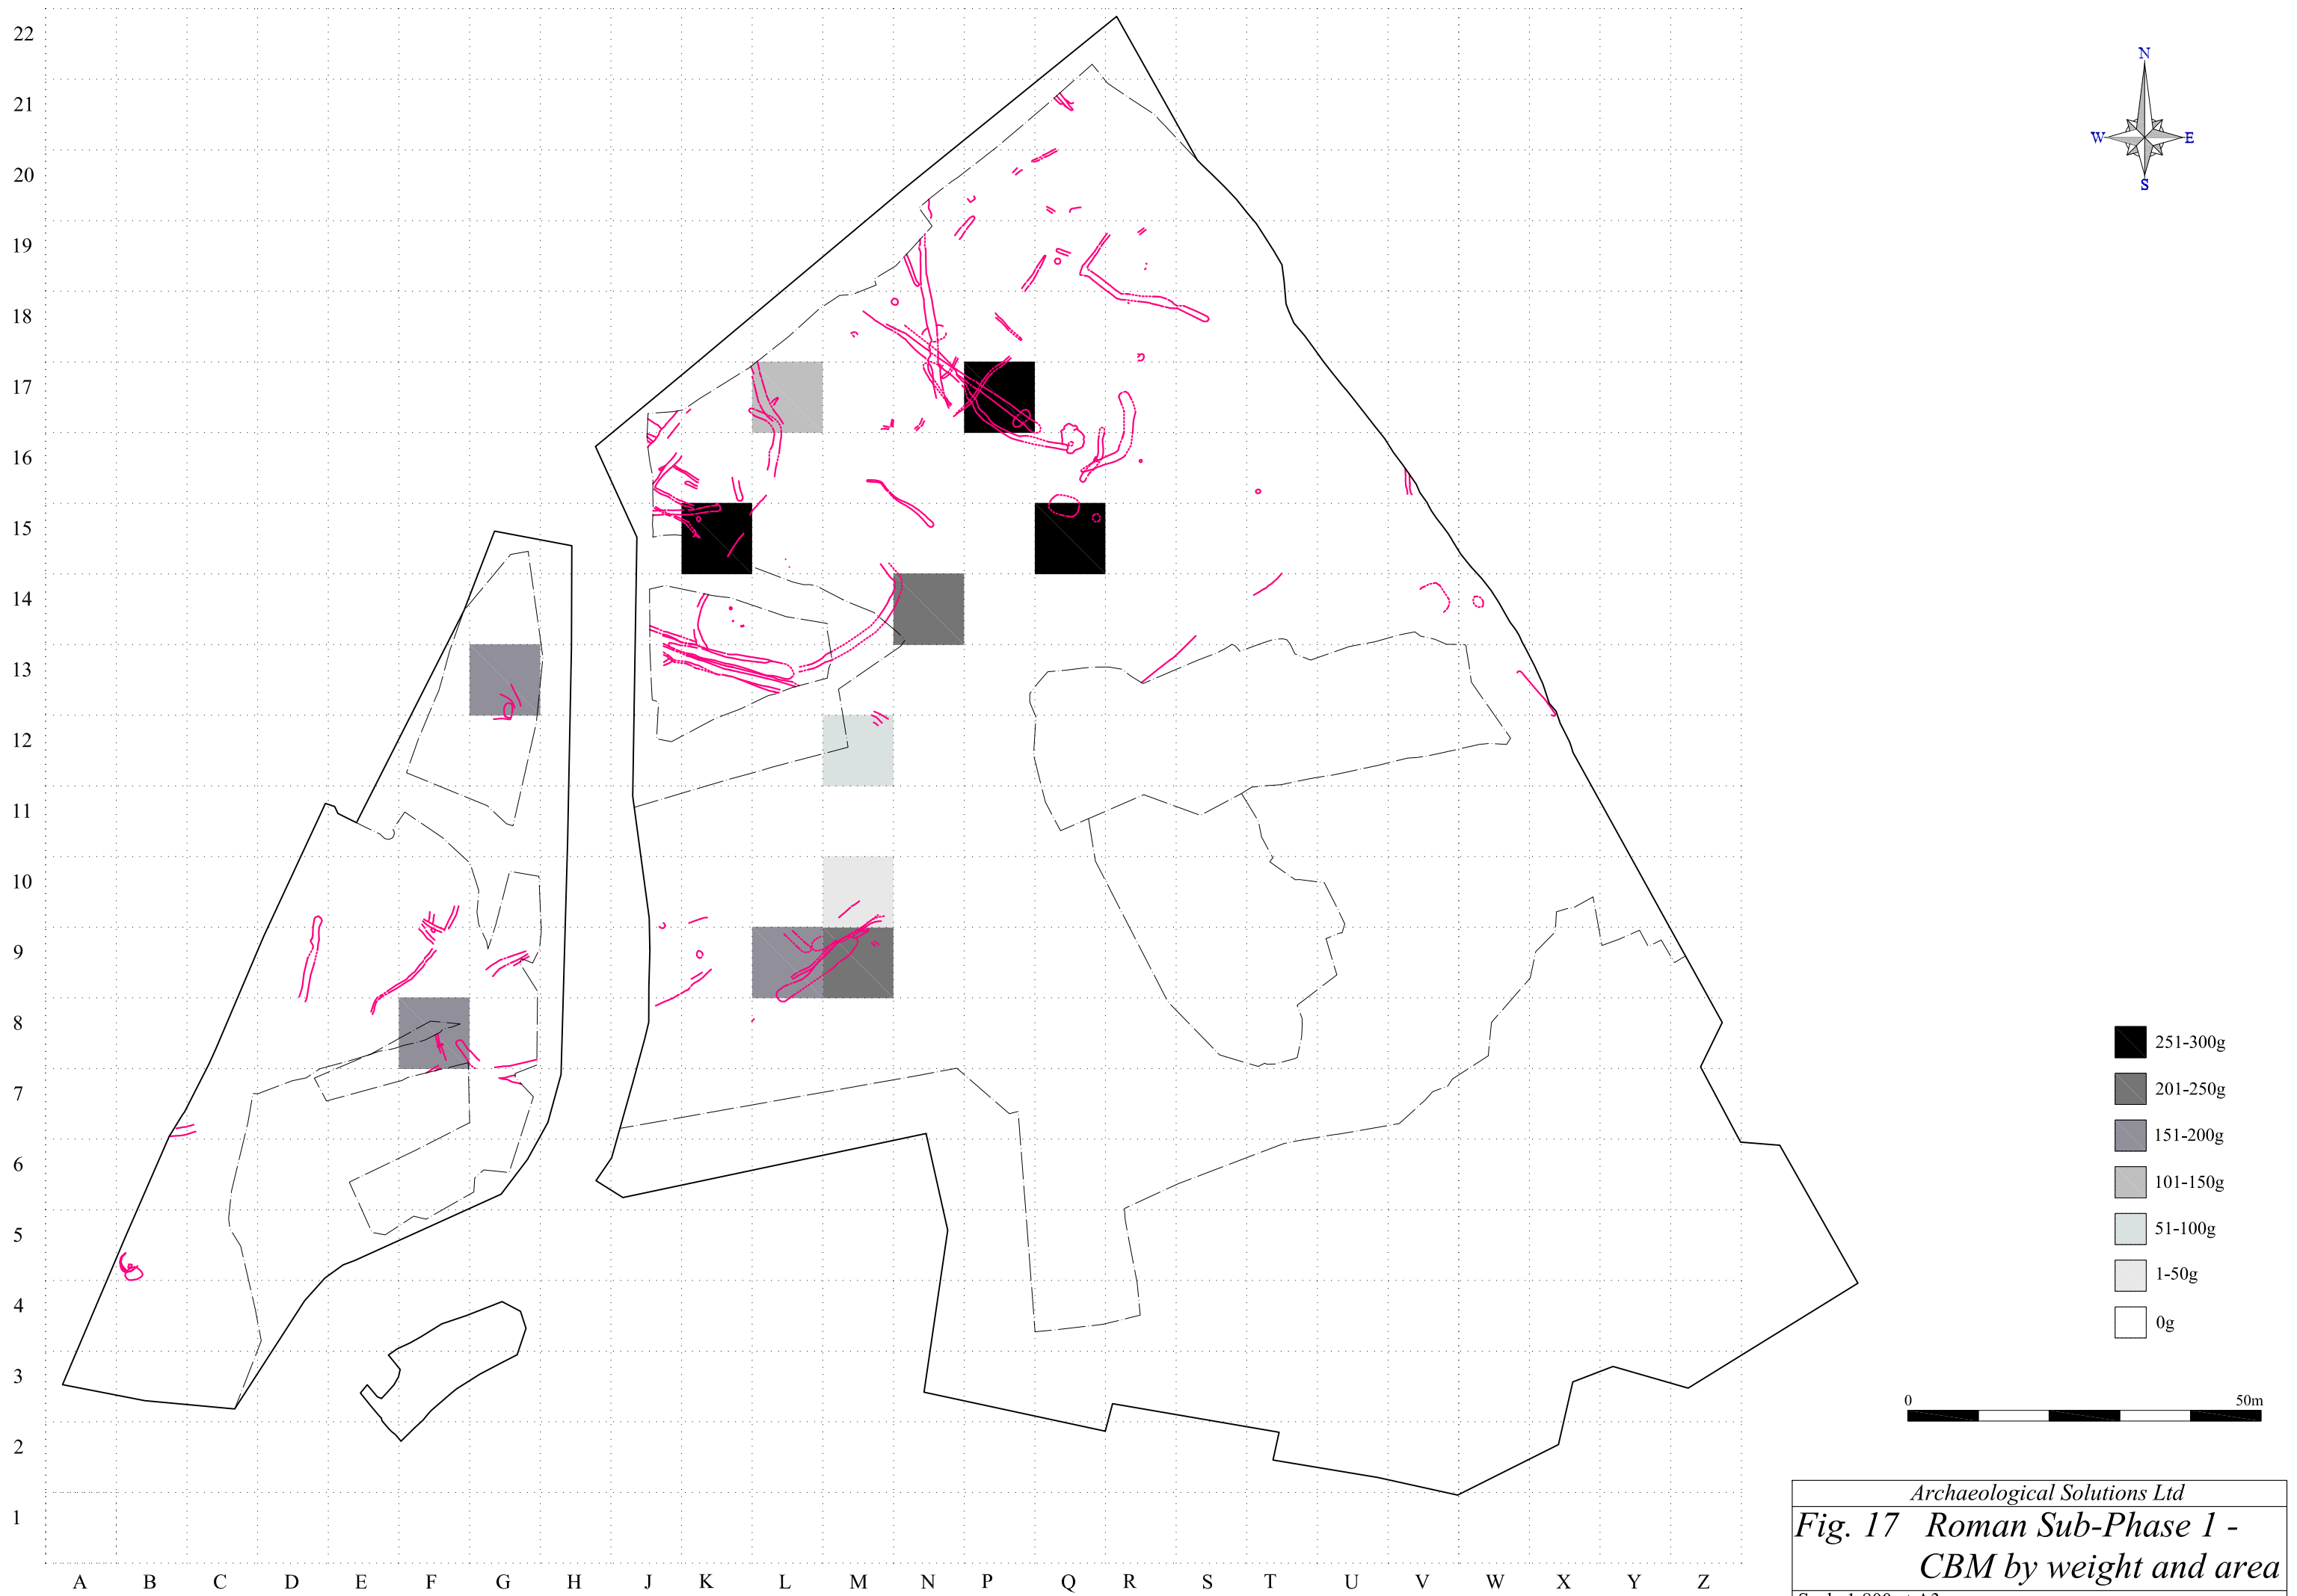 22
21
20
19
18
17
16
15
14
13
12
11
10
9
8
7
6
5
4
3
2
1
A B C D E F G H J K L M N P Q R S T U V W X Y Z
N
W E
S
251-300g
201-250g
151-200g
101-150g
51-100g
1-50g
0g
0 50m
Archaeological Solutions Ltd
Fig. 17 Roman Sub-Phase 1 -
CBM by weight and area